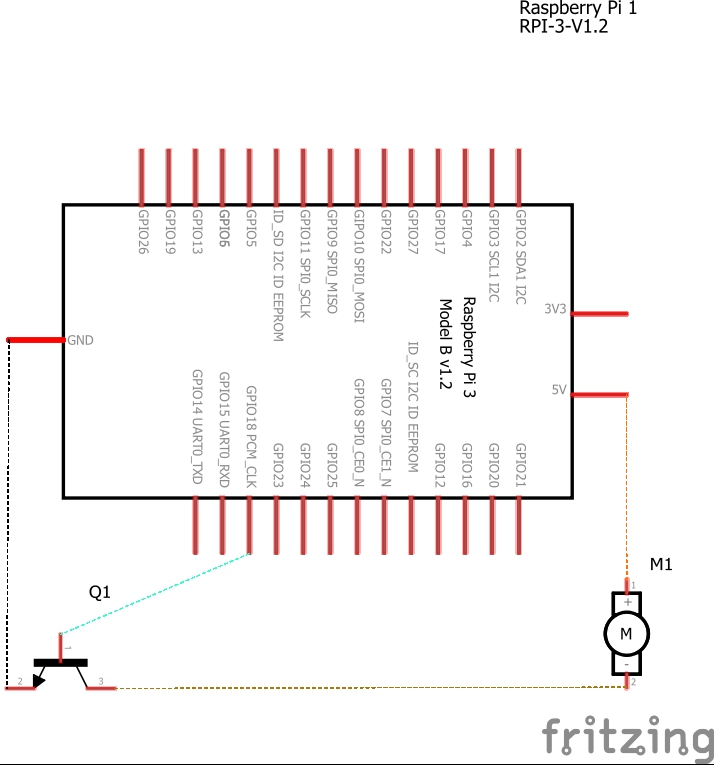 Raspberry Pi 1
RPI-3-V1.2
GPIO26
GPIO19
GPIO13
GPIO5
ID_SD I2C ID EEPROM
GPIO11 SPI0_SCLK
GPIO9 SPI0_MISO
GIPO10 SPI0_MOSI
GPIO22
GPIO27
GPIO17
GPIO4
GPIO3 SCL1 I2C
GPIO2 SDA1 I2C
3V3
Raspberry Pi 3
Model B v1.2
GND
5V
GPIO14 UART0_TXD
GPIO15 UART0_RXD
GPIO18 PCM_CLK
GPIO23
GPIO24
GPIO25
GPIO8 SPI0_CE0_N
GPIO7 SPI0_CE1_N
ID_SC I2C ID EEPROM
GPIO12
GPIO16
GPIO20
GPIO21
M1
1
+
M
-
2
Q1
1
2
3
fritzing